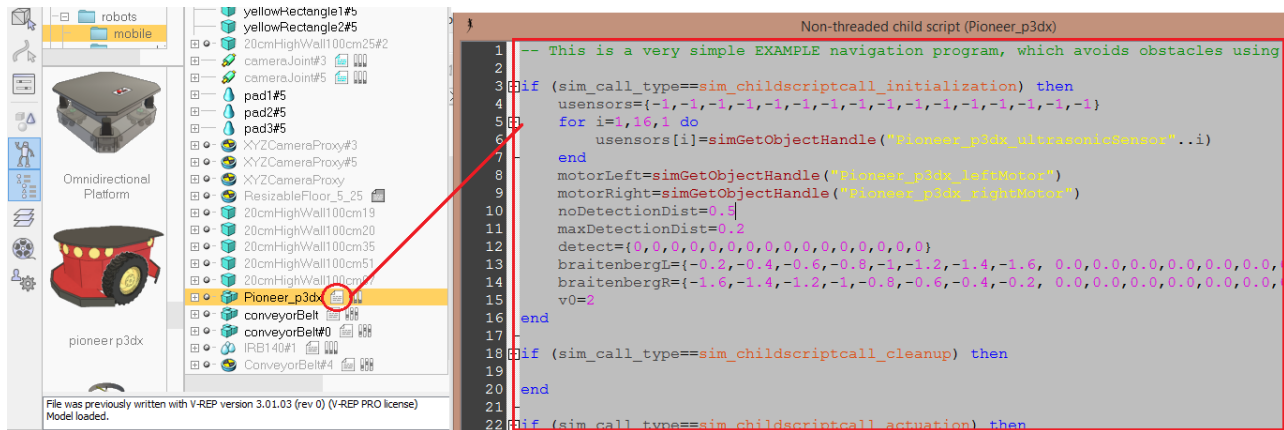 robots
mobile
Omnidirectional
Platform
pioneer p3dx
yellowRectangle1#5
yellowRectangle2#5
20cmHighWall100cm25#2
cameraJoint#3
cameraJoint#5
pad1#5
pad2#5
pad3#5
XYZCameraProxy#3
XYZCameraProxy#5
XYZCameraProxy
ResizableFloor_5_25
20cmHighWall100cm19
20cmHighWall100cm20
20cmHighWall100cm35
20cmHighWall100cm51
Pioneer_p3dx
conveyorBelt
conveyorBelt#0
IRB140#1
ConveyorBelt#4
File was previously written with V-REP version 3.01.03 (rev 0) (V-REP PRO license)
Model loaded.
Non-threaded child script (Pioneer_p3dx)
1 -- This is a very simple EXAMPLE navigation program, which avoids obstacles using
2
3 if (sim_call_type==sim_childscriptcall_initialization) then
4 usensors={-1,-1,-1,-1,-1,-1,-1,-1,-1,-1,-1,-1,-1,-1,-1,-1}
5 for i=1,16,1 do
6 usensors[i]=simGetObjectHandle("Pioneer_p3dx_ultrasonicSensor"..i)
7 end
8 motorLeft=simGetObjectHandle("Pioneer_p3dx_leftMotor")
9 motorRight=simGetObjectHandle("Pioneer_p3dx_rightMotor")
10 noDetectionDist=0.5
11 maxDetectionDist=0.2
12 detect={0,0,0,0,0,0,0,0,0,0,0,0,0,0,0,0}
13 braitenbergL={-0.2,-0.4,-0.6,-0.8,-1,-1.2,-1.4,-1.6, 0.0,0.0,0.0,0.0,0.0,0.0,
14 braitenbergR={-1.6,-1.4,-1.2,-1,-0.8,-0.6,-0.4,-0.2, 0.0,0.0,0.0,0.0,0.0,0.0,
15 v0=2
16 end
17
18 if (sim_call_type==sim_childscriptcall_cleanup) then
19
20 end
21
22 if (sim_call_type==sim_childscriptcall_actuation) then